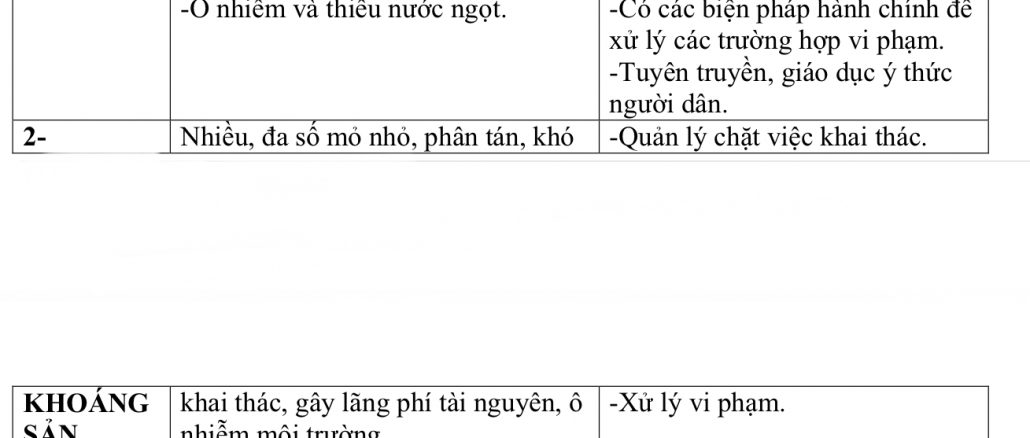 -Ô nhiễm và thiếu nước ngọt.
-Có các biện pháp hành chính để
xử lý các trường hợp vi phạm.
-Tuyên truyền, giáo dục ý thức
người dân.
2-
Nhiều, đa số mỏ nhỏ, phân tán, khó
-Quản lý chặt việc khai thác.
KHOÁNG
SẢN
khai thác, gây lãng phí tài nguyên, ô
nhiễm môi trường
-Xử lý vi phạm.